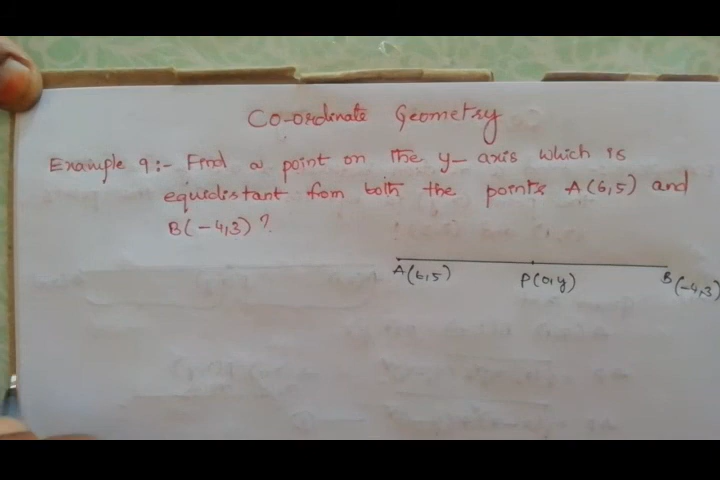 Co-ordinate Geometry
Example 9:- Find a point on the y-axis which is
equidistant from both the points A(6,5) and
B(-4,3)?
A(6,5) P(0,y) B(-4,3)